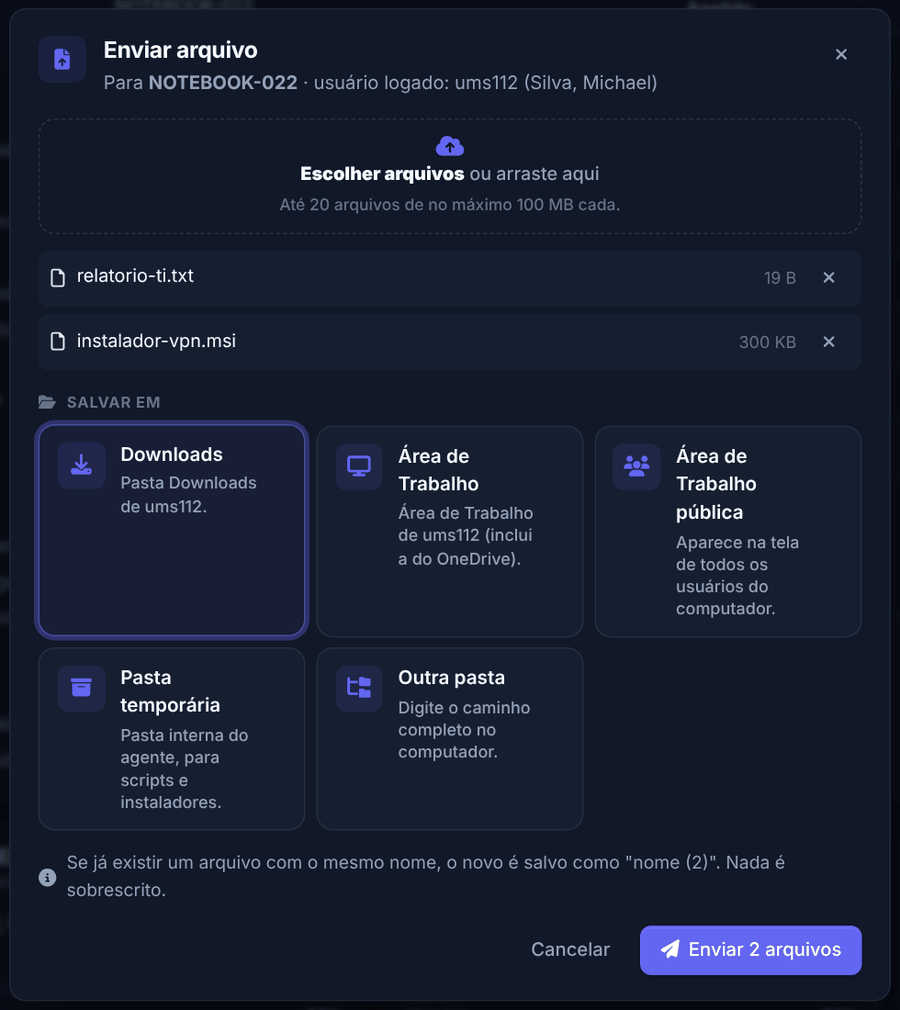 Enviar arquivo
Para NOTEBOOK-022 · usuário logado: ums112 (Silva, Michael)
Escolher arquivos ou arraste aqui
Até 20 arquivos de no máximo 100 MB cada.
relatorio-ti.txt 19 B
instalador-vpn.msi 300 KB
SALVAR EM
Downloads
Pasta Downloads
de ums112.
Área de
Trabalho
Área de Trabalho
de ums112 (inclui
a do OneDrive).
Área de
Trabalho
pública
Aparece na tela
de todos os
usuários do
computador.
Pasta
temporária
Pasta interna do
agente, para
scripts e
instaladores.
Outra pasta
Digite o caminho
completo no
computador.
Se já existir um arquivo com o mesmo nome, o novo é salvo como "nome (2)". Nada é
sobrescrito.
Cancelar
Enviar 2 arquivos